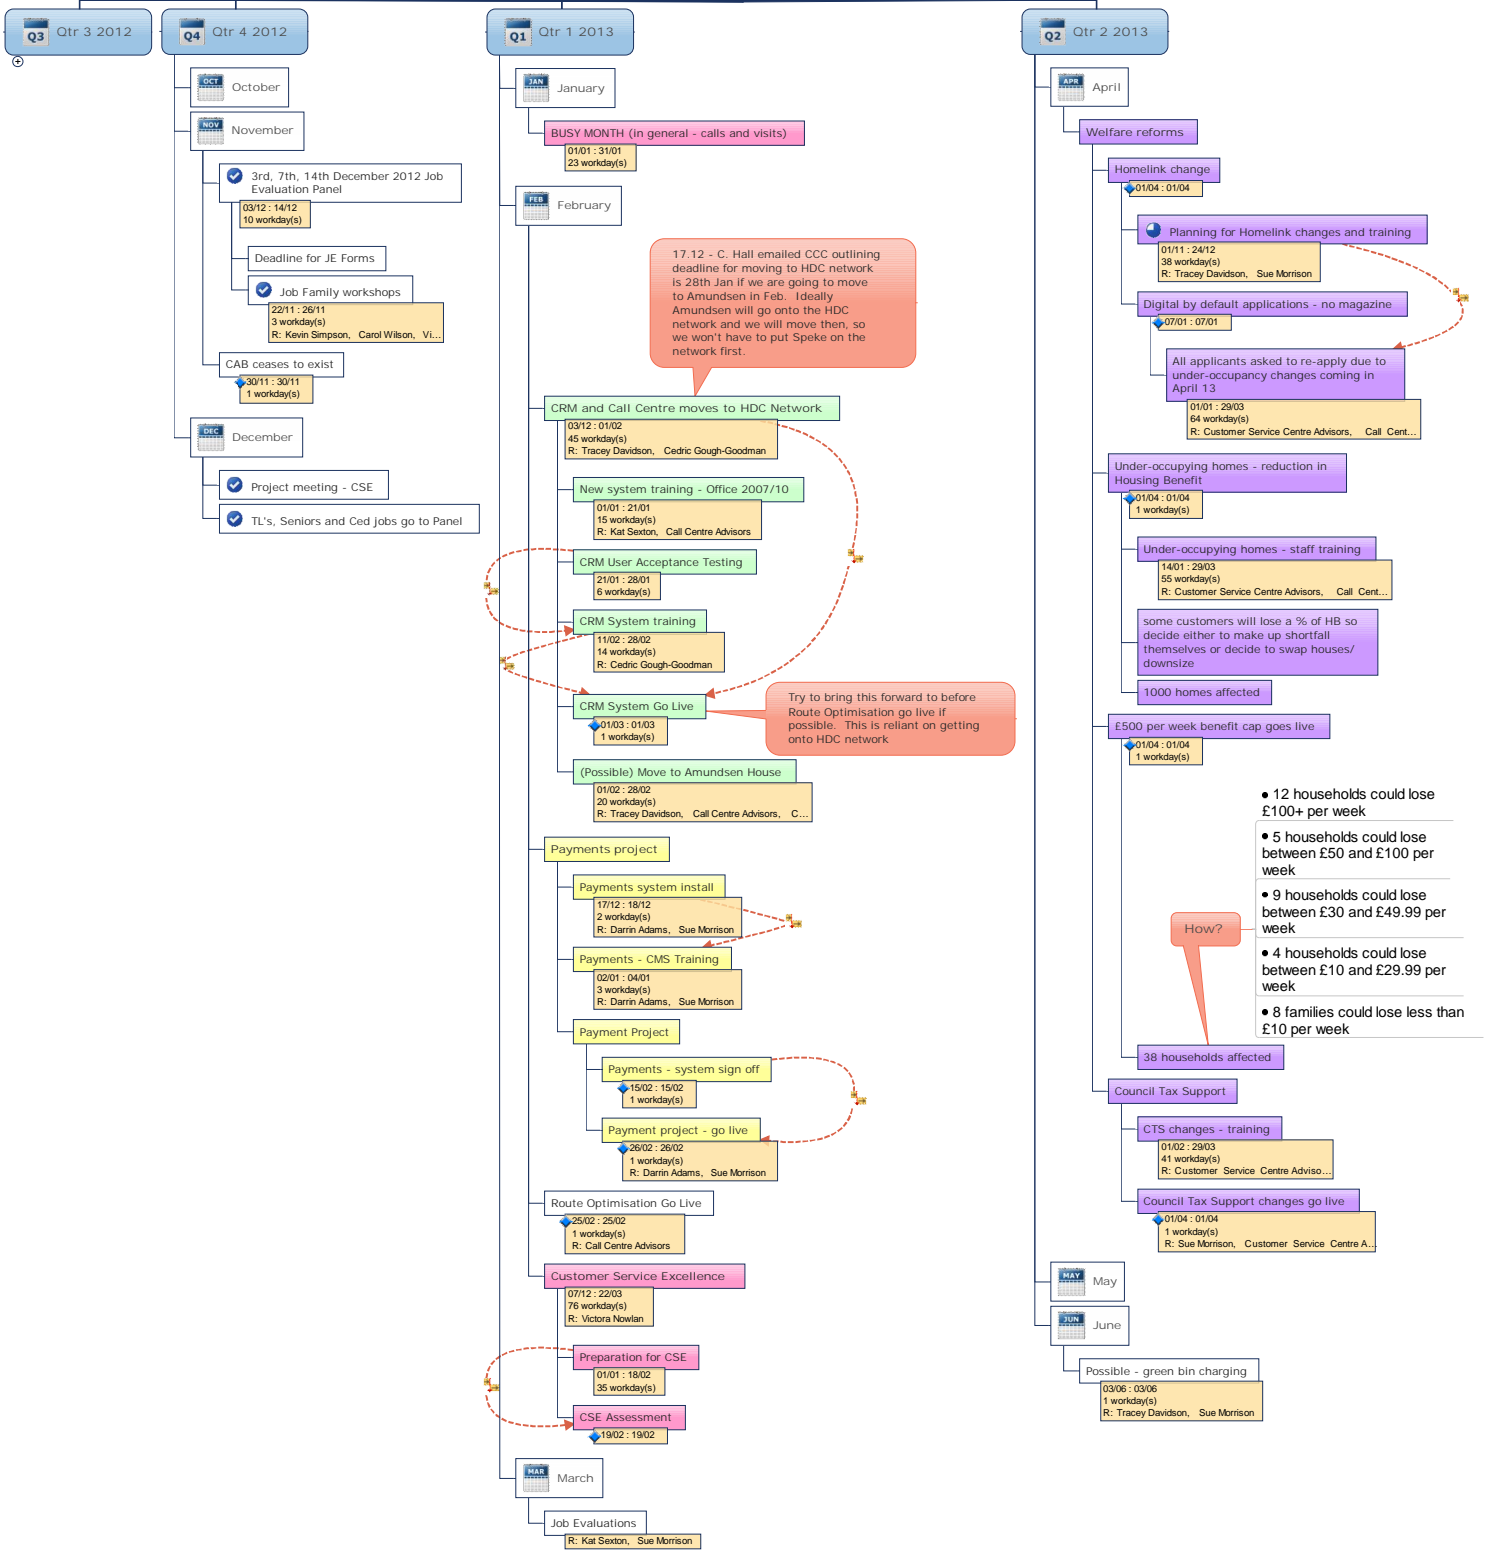 Q3 Qtr 3 2012
Q4 Qtr 4 2012
OCT October
NOV November
3rd, 7th, 14th December 2012 Job
Evaluation Panel
03/12 : 14/12
10 workday(s)
Deadline for JE Forms
Job Family workshops
22/11 : 26/11
3 workday(s)
R: Kevin Simpson, Carol Wilson, Vi...
CAB ceases to exist
30/11 : 30/11
1 workday(s)
DEC December
Project meeting - CSE
TL's, Seniors and Ced jobs go to Panel
Q1 Qtr 1 2013
JAN January
BUSY MONTH (in general - calls and visits)
01/01 : 31/01
23 workday(s)
FEB February
17.12 - C. Hall emailed CCC outlining
deadline for moving to HDC network
is 28th Jan if we are going to move
to Amundsen in Feb. Ideally
Amundsen will go onto the HDC
network and we will move then, so
we won't have to put Speke on the
network first.
CRM and Call Centre moves to HDC Network
03/12 : 01/02
45 workday(s)
R: Tracey Davidson, Cedric Gough-Goodman
New system training - Office 2007/10
01/01 : 21/01
15 workday(s)
R: Kat Sexton, Call Centre Advisors
CRM User Acceptance Testing
21/01 : 28/01
6 workday(s)
CRM System training
11/02 : 28/02
14 workday(s)
R: Cedric Gough-Goodman
CRM System Go Live
01/03 : 01/03
1 workday(s)
Try to bring this forward to before
Route Optimisation go live if
possible. This is reliant on getting
onto HDC network
(Possible) Move to Amundsen House
01/02 : 28/02
20 workday(s)
R: Tracey Davidson, Call Centre Advisors, C...
Payments project
Payments system install
17/12 : 18/12
2 workday(s)
R: Darrin Adams, Sue Morrison
Payments - CMS Training
02/01 : 04/01
3 workday(s)
R: Darrin Adams, Sue Morrison
Payment Project
Payments - system sign off
15/02 : 15/02
1 workday(s)
Payment project - go live
26/02 : 26/02
1 workday(s)
R: Darrin Adams, Sue Morrison
Route Optimisation Go Live
25/02 : 25/02
1 workday(s)
R: Call Centre Advisors
Customer Service Excellence
07/12 : 22/03
76 workday(s)
R: Victora Nowlan
Preparation for CSE
01/01 : 18/02
35 workday(s)
CSE Assessment
19/02 : 19/02
MAR March
Job Evaluations
R: Kat Sexton, Sue Morrison
Q2 Qtr 2 2013
APR April
Welfare reforms
Homelink change
01/04 : 01/04
Planning for Homelink changes and training
01/11 : 24/12
38 workday(s)
R: Tracey Davidson, Sue Morrison
Digital by default applications - no magazine
07/01 : 07/01
All applicants asked to re-apply due to
under-occupancy changes coming in
April 13
01/01 : 29/03
64 workday(s)
R: Customer Service Centre Advisors, Call Cent...
Under-occupying homes - reduction in
Housing Benefit
01/04 : 01/04
1 workday(s)
Under-occupying homes - staff training
14/01 : 29/03
55 workday(s)
R: Customer Service Centre Advisors, Call Cent...
some customers will lose a % of HB so
decide either to make up shortfall
themselves or decide to swap houses/
downsize
1000 homes affected
£500 per week benefit cap goes live
01/04 : 01/04
1 workday(s)
How?
• 12 households could lose
£100+ per week
• 5 households could lose
between £50 and £100 per
week
• 9 households could lose
between £30 and £49.99 per
week
• 4 households could lose
between £10 and £29.99 per
week
• 8 families could lose less than
£10 per week
38 households affected
Council Tax Support
CTS changes - training
01/02 : 29/03
41 workday(s)
R: Customer Service Centre Adviso...
Council Tax Support changes go live
01/04 : 01/04
1 workday(s)
R: Sue Morrison, Customer Service Centre A...
MAY May
JUN June
Possible - green bin charging
03/06 : 03/06
1 workday(s)
R: Tracey Davidson, Sue Morrison